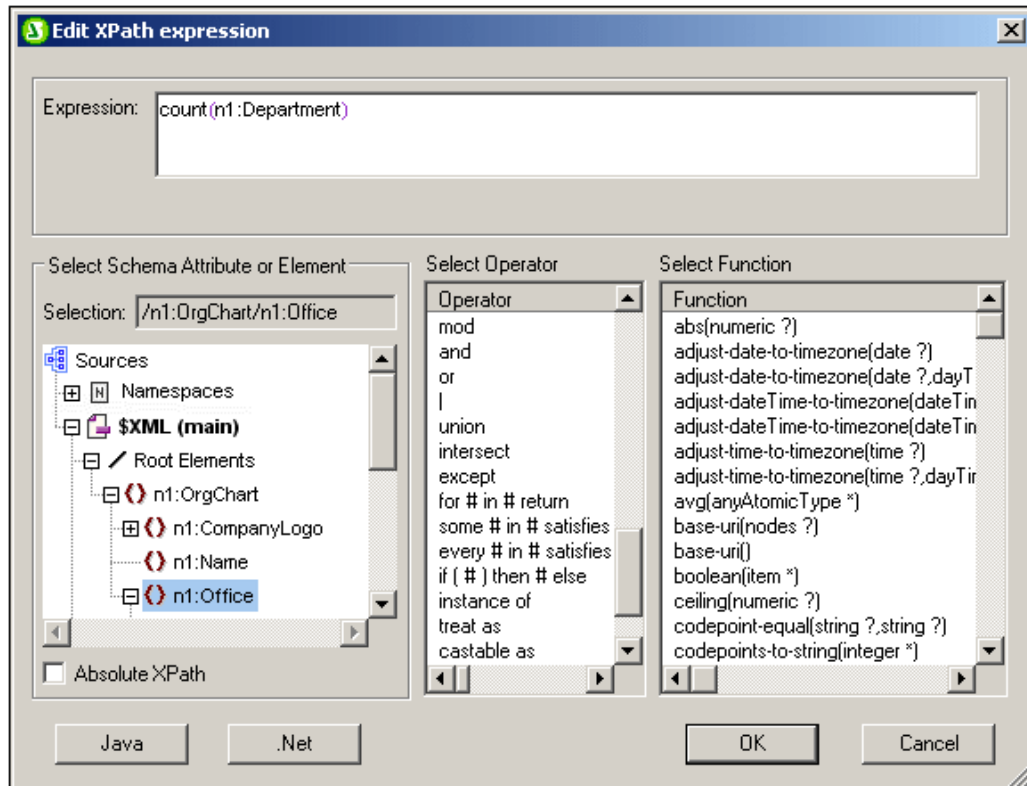 Edit XPath expression
Expression:
count(n1:Department)
Select Schema Attribute or Element
Selection: /n1:OrgChart/n1:Office
Sources
Namespaces
$XML (main)
Root Elements
n1:OrgChart
n1:CompanyLogo
n1:Name
n1:Office
Absolute XPath
Select Operator
Operator
mod
and
or
|
union
intersect
except
for # in # return
some # in # satisfies
every # in # satisfies
if ( # ) then # else
instance of
treat as
castable as
Select Function
Function
abs(numeric ?)
adjust-date-to-timezone(date ?)
adjust-date-to-timezone(date ?,dayT
adjust-dateTime-to-timezone(dateTim
adjust-dateTime-to-timezone(dateTim
adjust-time-to-timezone(time ?)
adjust-time-to-timezone(time ?,dayTir
avg(anyAtomicType *)
base-uri(nodes ?)
base-uri()
boolean(item *)
ceiling(numeric ?)
codepoint-equal(string ?,string ?)
codepoints-to-string(integer *)
Java
.Net
OK
Cancel